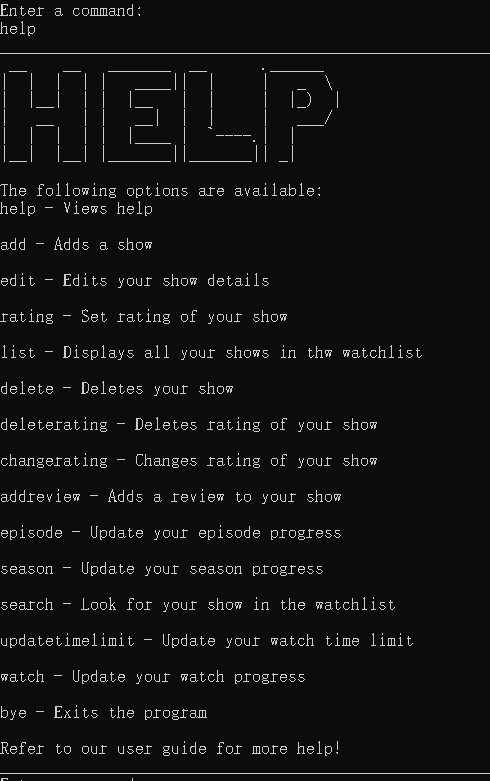 Enter a command:
help
HELP
The following options are available:
help - Views help
add - Adds a show
edit - Edits your show details
rating - Set rating of your show
list - Displays all your shows in thw watchlist
delete - Deletes your show
deleterating - Deletes rating of your show
changerating - Changes rating of your show
addreview - Adds a review to your show
episode - Update your episode progress
season - Update your season progress
search - Look for your show in the watchlist
updatetimelimit - Update your watch time limit
watch - Update your watch progress
bye - Exits the program
Refer to our user guide for more help!